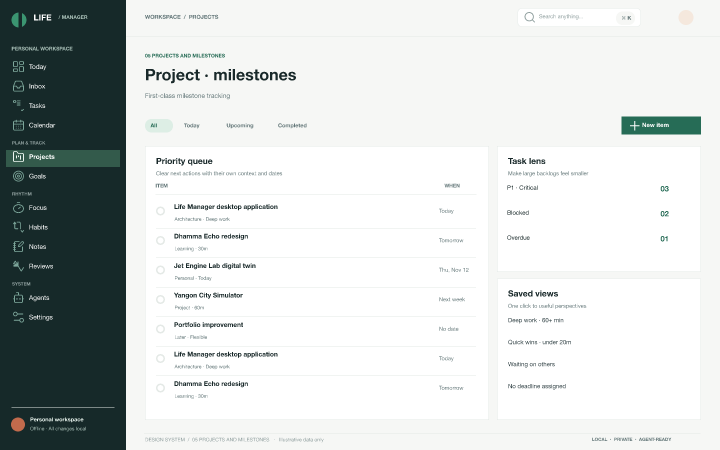 LIFE / MANAGER
PERSONAL WORKSPACE
Today
Inbox
Tasks
Calendar
PLAN & TRACK
Projects
Goals
RHYTHM
Focus
Habits
Notes
Reviews
SYSTEM
Agents
Settings
Personal workspace
Offline · All changes local
WORKSPACE / PROJECTS
Search anything...
⌘ K
05 PROJECTS AND MILESTONES
Project · milestones
First-class milestone tracking
All
Today
Upcoming
Completed
New item
Priority queue
Clear next actions with their own context and dates
ITEM WHEN
Life Manager desktop application
Architecture · Deep work
Today
Dhamma Echo redesign
Learning · 30m
Tomorrow
Jet Engine Lab digital twin
Personal · Today
Thu, Nov 12
Yangon City Simulator
Project · 60m
Next week
Portfolio improvement
Later · Flexible
No date
Life Manager desktop application
Architecture · Deep work
Today
Dhamma Echo redesign
Learning · 30m
Tomorrow
Task lens
Make large backlogs feel smaller
P1 · Critical 03
Blocked 02
Overdue 01
Saved views
One click to useful perspectives
Deep work · 60+ min
Quick wins · under 20m
Waiting on others
No deadline assigned
DESIGN SYSTEM / 05 PROJECTS AND MILESTONES · Illustrative data only
LOCAL · PRIVATE · AGENT-READY